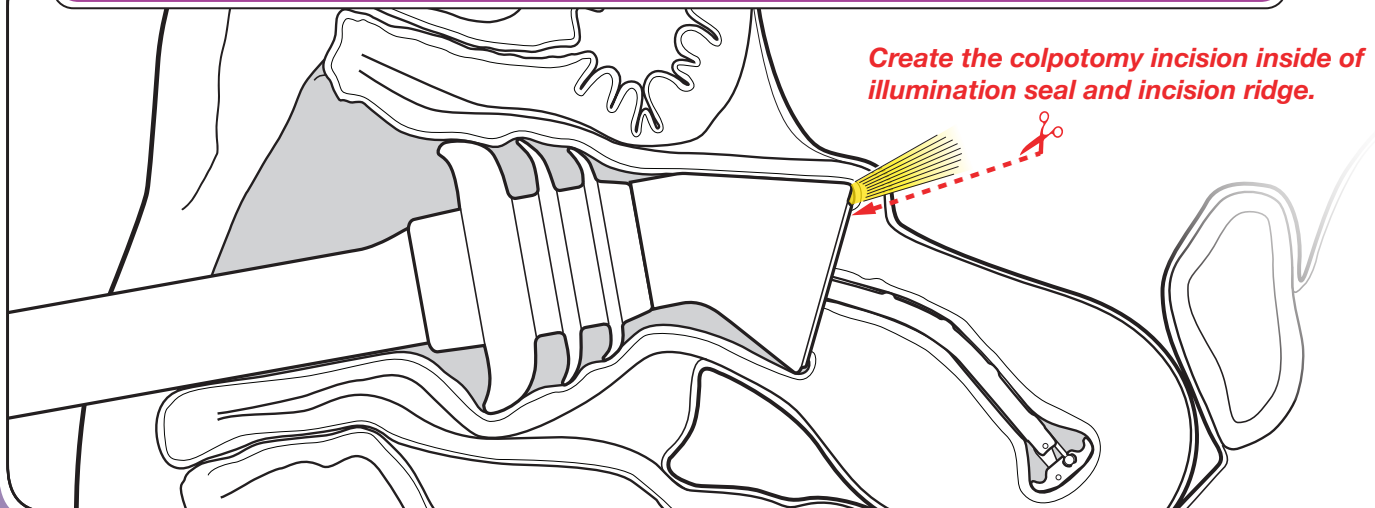 Create the colpotomy incision inside of
illumination seal and incision ridge.